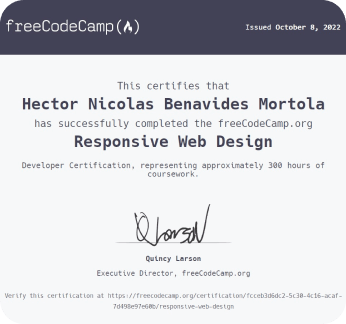 freeCodeCamp(🔥)
Issued October 8, 2022
This certifies that
Hector Nicolas Benavides Mortola
has successfully completed the freeCodeCamp.org
Responsive Web Design
Developer Certification, representing approximately 300 hours of
coursework.
Quincy Larson
Executive Director, freeCodeCamp.org
Verify this certification at https://freecodecamp.org/certification/fcceb3d6dc2-5c30-4c16-acaf-
7d498e97e60b/responsive-web-design